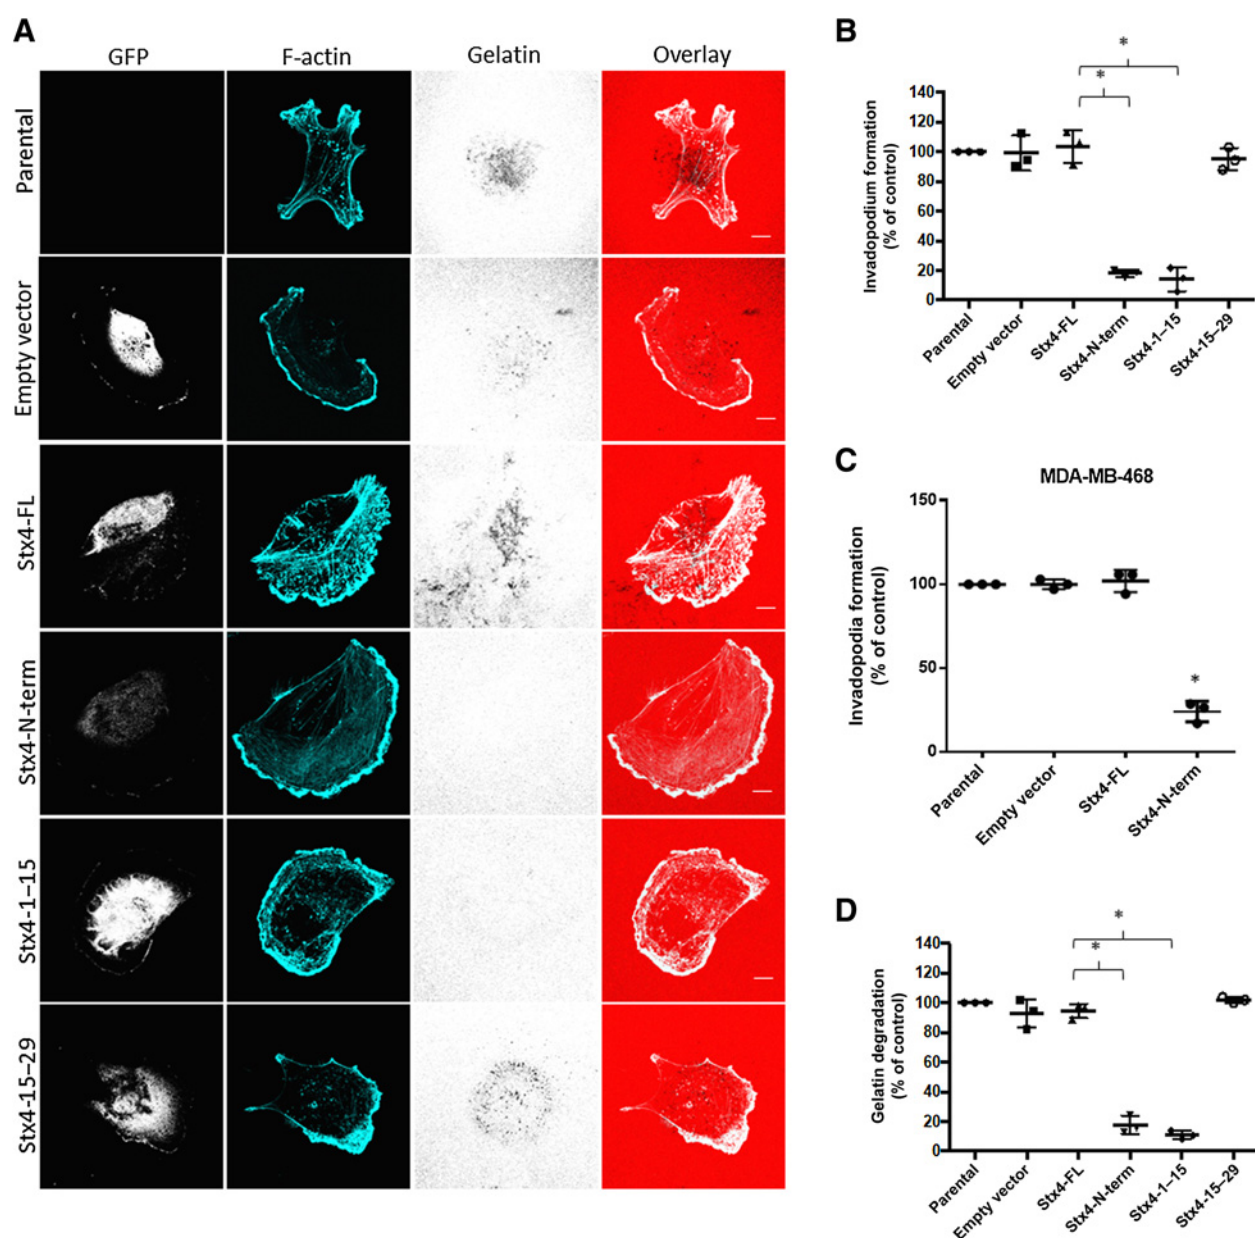 A
GFP
F-actin
Gelatin
Overlay
Parental
Empty vector
Stx4-FL
Stx4-N-term
Stx4-1–15
Stx4-15–29
B
*
*
Invadopodium formation
(% of control)
140
120
100
80
60
40
20
0
Parental
Empty vector
Stx4-FL
Stx4-N-term
Stx4-1–15
Stx4-15–29
C
MDA-MB-468
Invadopodia formation
(% of control)
150
100
50
0
*
Parental
Empty vector
Stx4-FL
Stx4-N-term
D
*
*
Gelatin degradation
(% of control)
140
120
100
80
60
40
20
0
Parental
Empty vector
Stx4-FL
Stx4-N-term
Stx4-1–15
Stx4-15–29